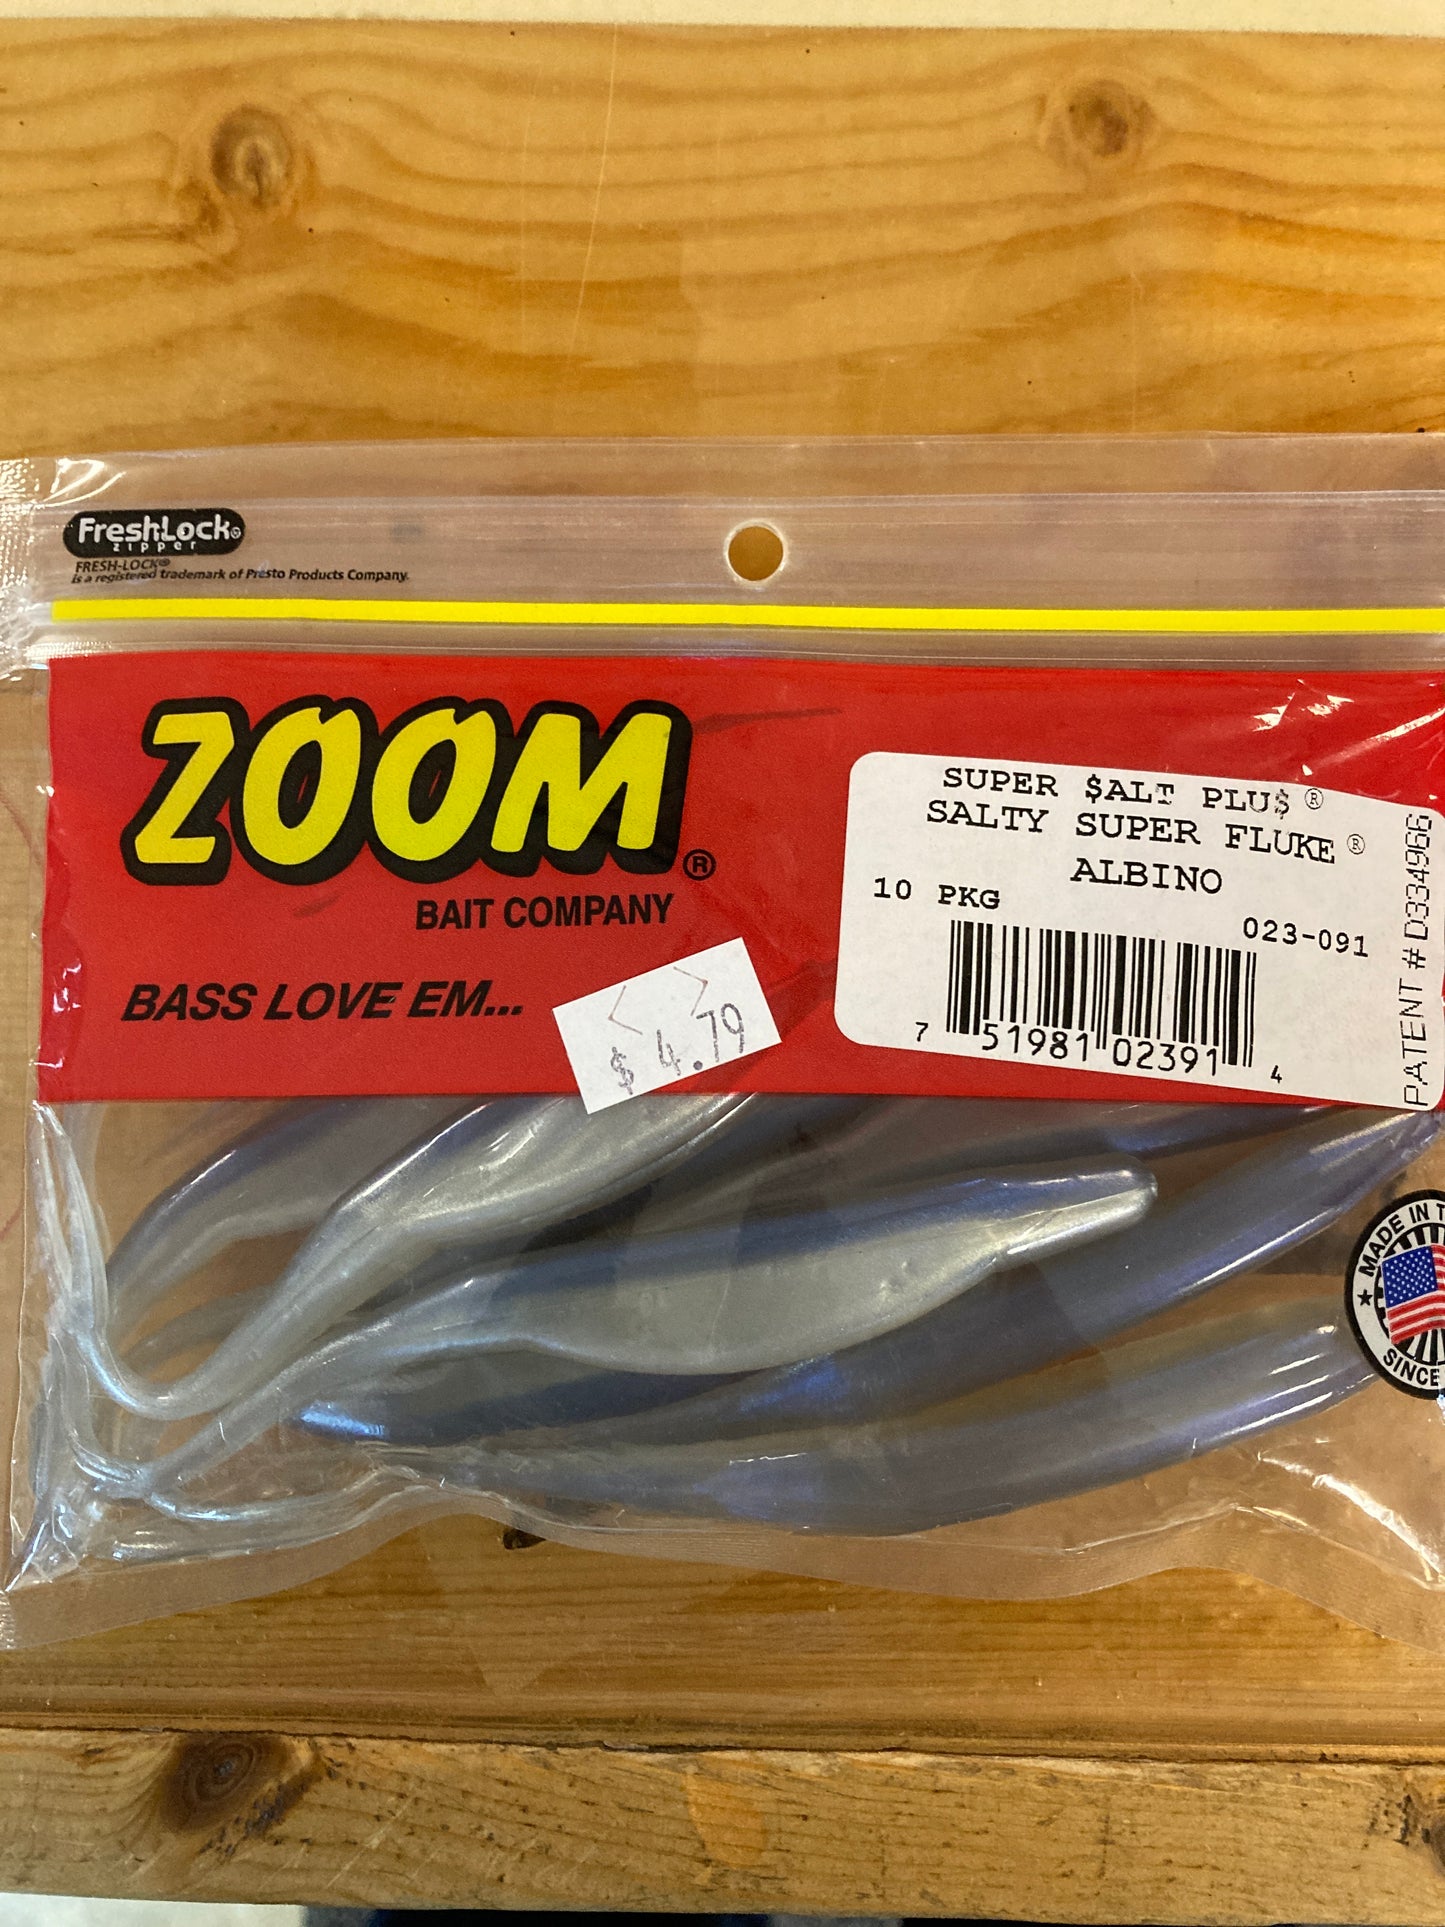 FreshLock®
zipper
FRESH-LOCK®
is a registered trademark of Presto Products Company.
ZOOM®
BAIT COMPANY
BASS LOVE EM...
$ 4.79
SUPER $ALT PLU$ ®
SALTY SUPER FLUKE ®
ALBINO
10 PKG
023-091
7 51981 02391 4
PATENT # D334966
MADE IN T
SINCE